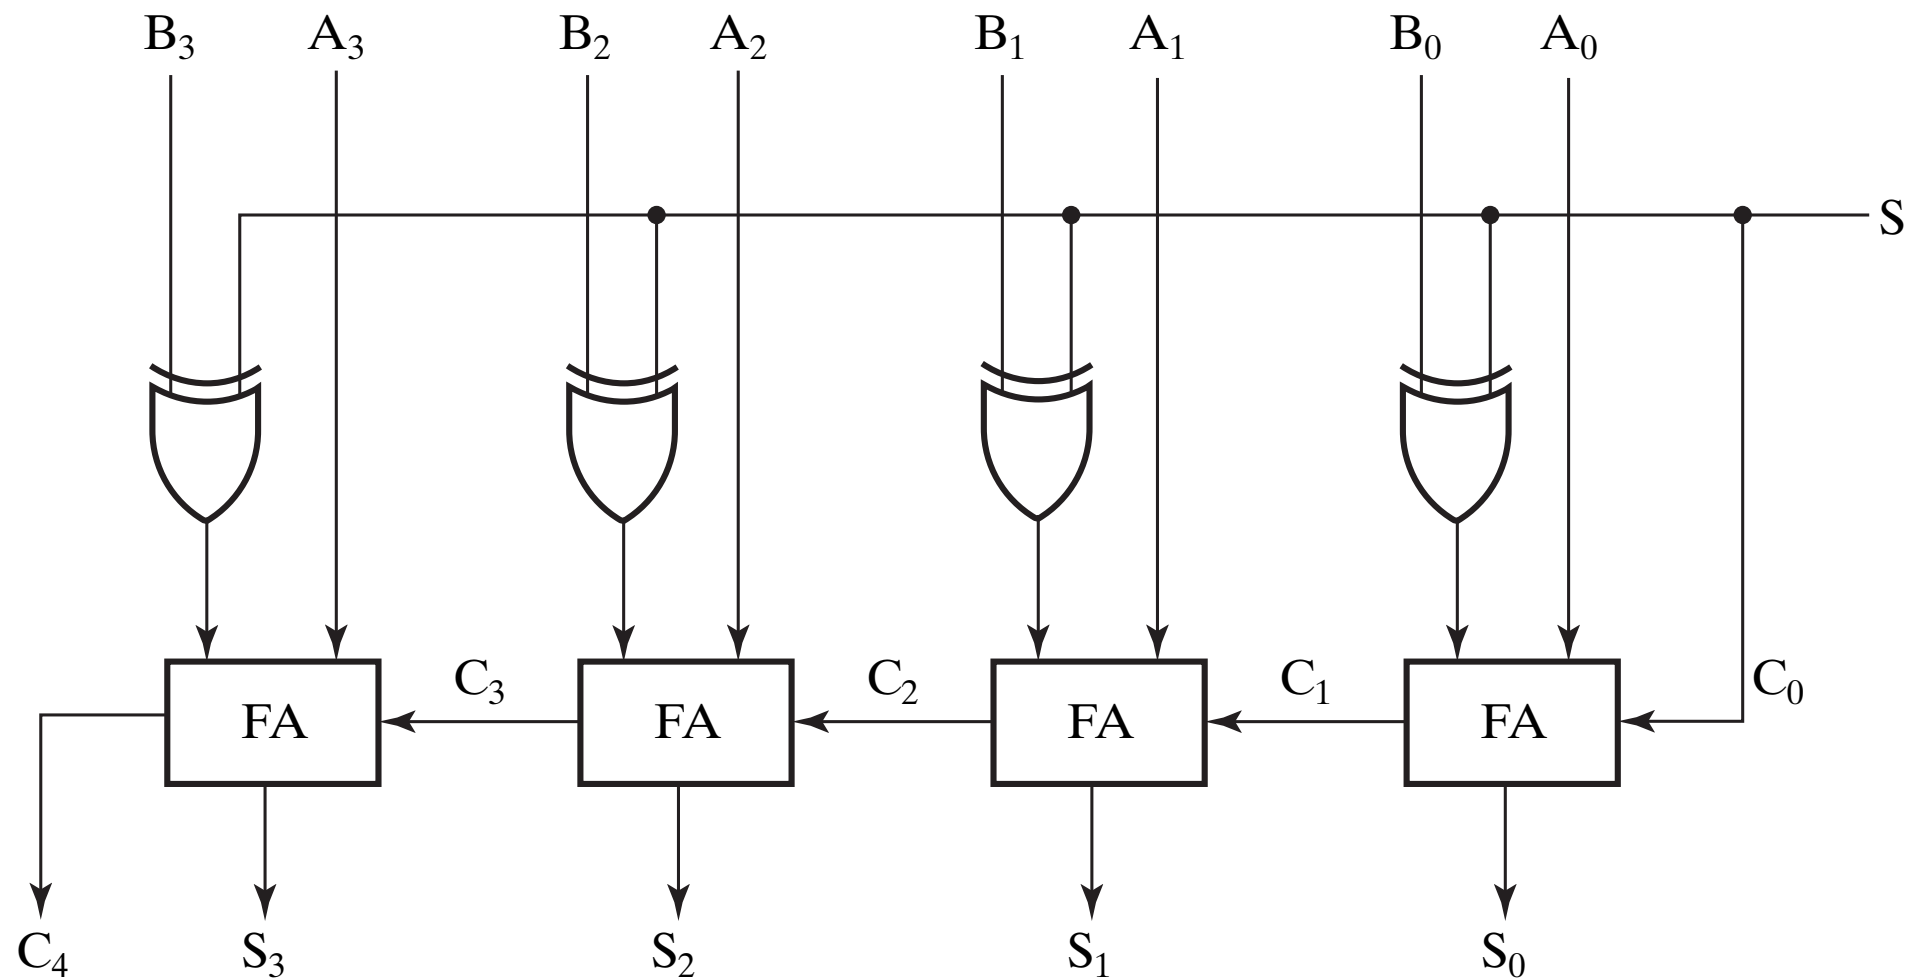 B₃ A₃ B₂ A₂ B₁ A₁ B₀ A₀
S
C₃ C₂ C₁ C₀
FA FA FA FA
C₄ S₃ S₂ S₁ S₀